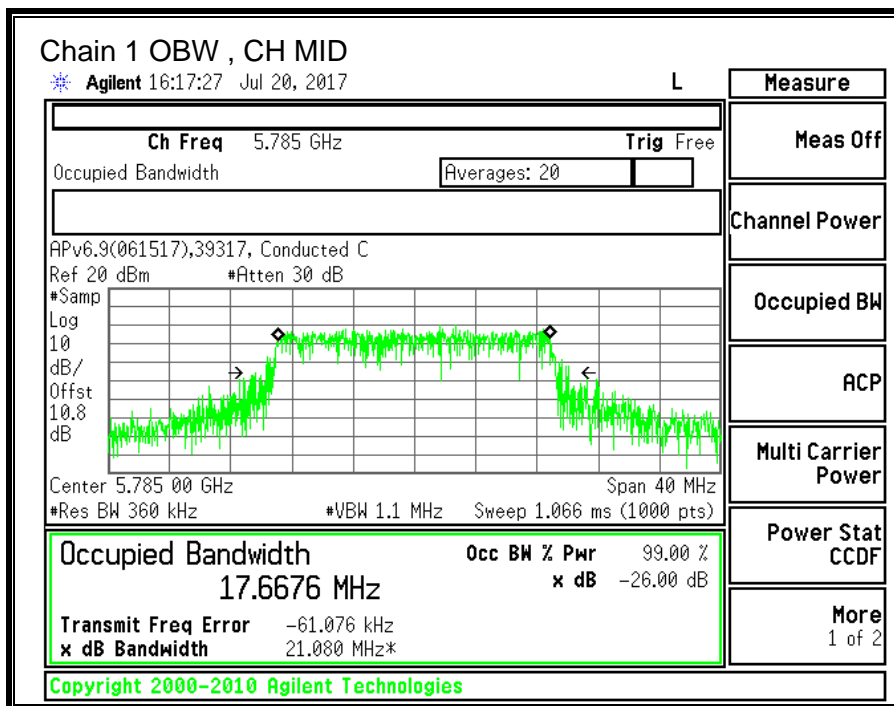 Chain 1 OBW , CH MID
Agilent 16:17:27 Jul 20, 2017 L
Measure
Ch Freq 5.785 GHz Trig Free
Occupied Bandwidth Averages: 20
APv6.9(061517),39317, Conducted C
Ref 20 dBm #Atten 30 dB
#Samp
Log
10
dB/
Offst
10.8
dB
Center 5.785 00 GHz Span 40 MHz
#Res BW 360 kHz #VBW 1.1 MHz Sweep 1.066 ms (1000 pts)
Occupied Bandwidth Occ BW % Pwr 99.00 %
17.6676 MHz x dB -26.00 dB
Transmit Freq Error -61.076 kHz
x dB Bandwidth 21.080 MHz*
Copyright 2000-2010 Agilent Technologies
Meas Off
Channel Power
Occupied BW
ACP
Multi Carrier
Power
Power Stat
CCDF
More
1 of 2